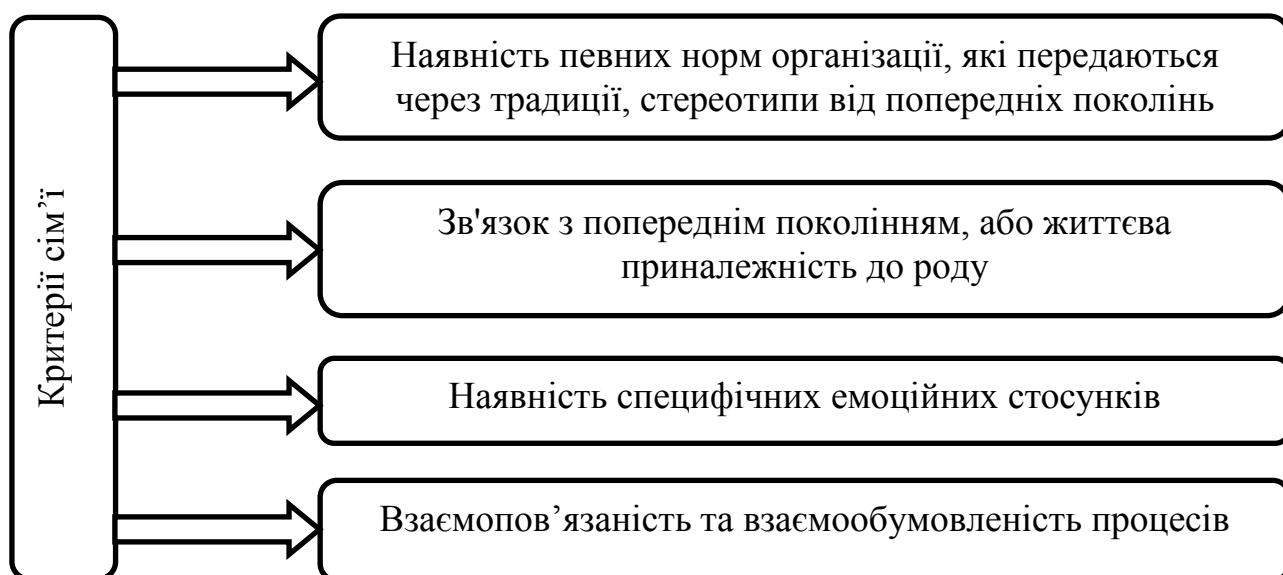 Критерії сім’ї
Наявність певних норм організації, які передаються
через традиції, стереотипи від попередніх поколінь
Зв'язок з попереднім поколінням, або життєва
приналежність до роду
Наявність специфічних емоційних стосунків
Взаємопов’язаність та взаємообумовленість процесів